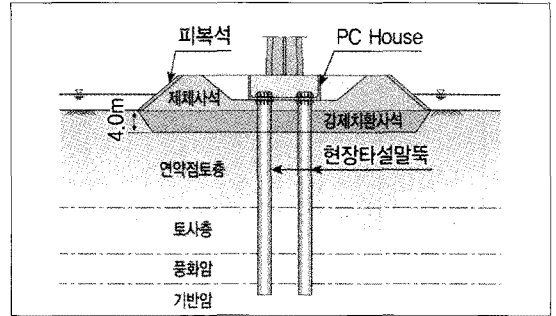 피복석
PC House
제체사석
강제치환사석
4.0m
연약점토층
현장타설말뚝
토사층
풍화암
기반암